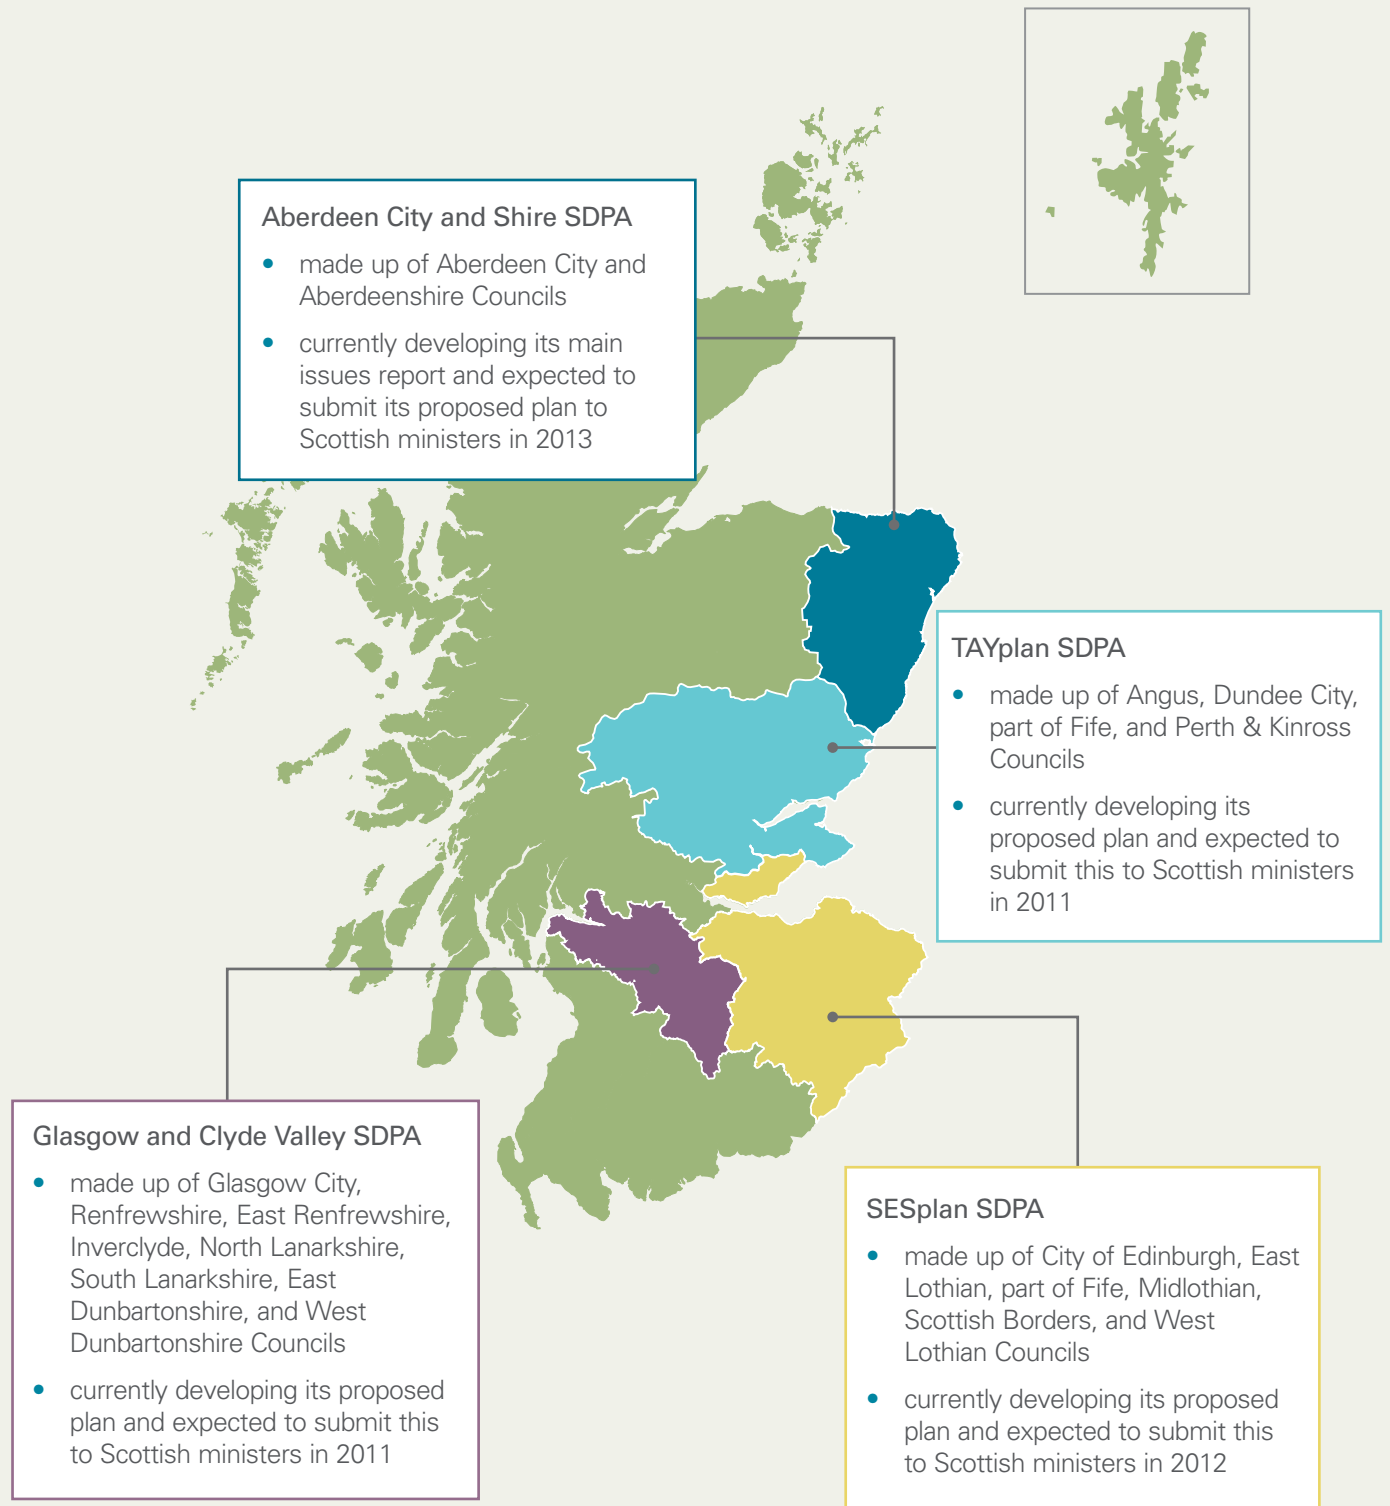 Aberdeen City and Shire SDPA
• made up of Aberdeen City and
Aberdeenshire Councils
• currently developing its main
issues report and expected to
submit its proposed plan to
Scottish ministers in 2013
TAYplan SDPA
• made up of Angus, Dundee City,
part of Fife, and Perth & Kinross
Councils
• currently developing its
proposed plan and expected to
submit this to Scottish ministers
in 2011
Glasgow and Clyde Valley SDPA
• made up of Glasgow City,
Renfrewshire, East Renfrewshire,
Inverclyde, North Lanarkshire,
South Lanarkshire, East
Dunbartonshire, and West
Dunbartonshire Councils
• currently developing its proposed
plan and expected to submit this
to Scottish ministers in 2011
SESplan SDPA
• made up of City of Edinburgh, East
Lothian, part of Fife, Midlothian,
Scottish Borders, and West
Lothian Councils
• currently developing its proposed
plan and expected to submit this
to Scottish ministers in 2012